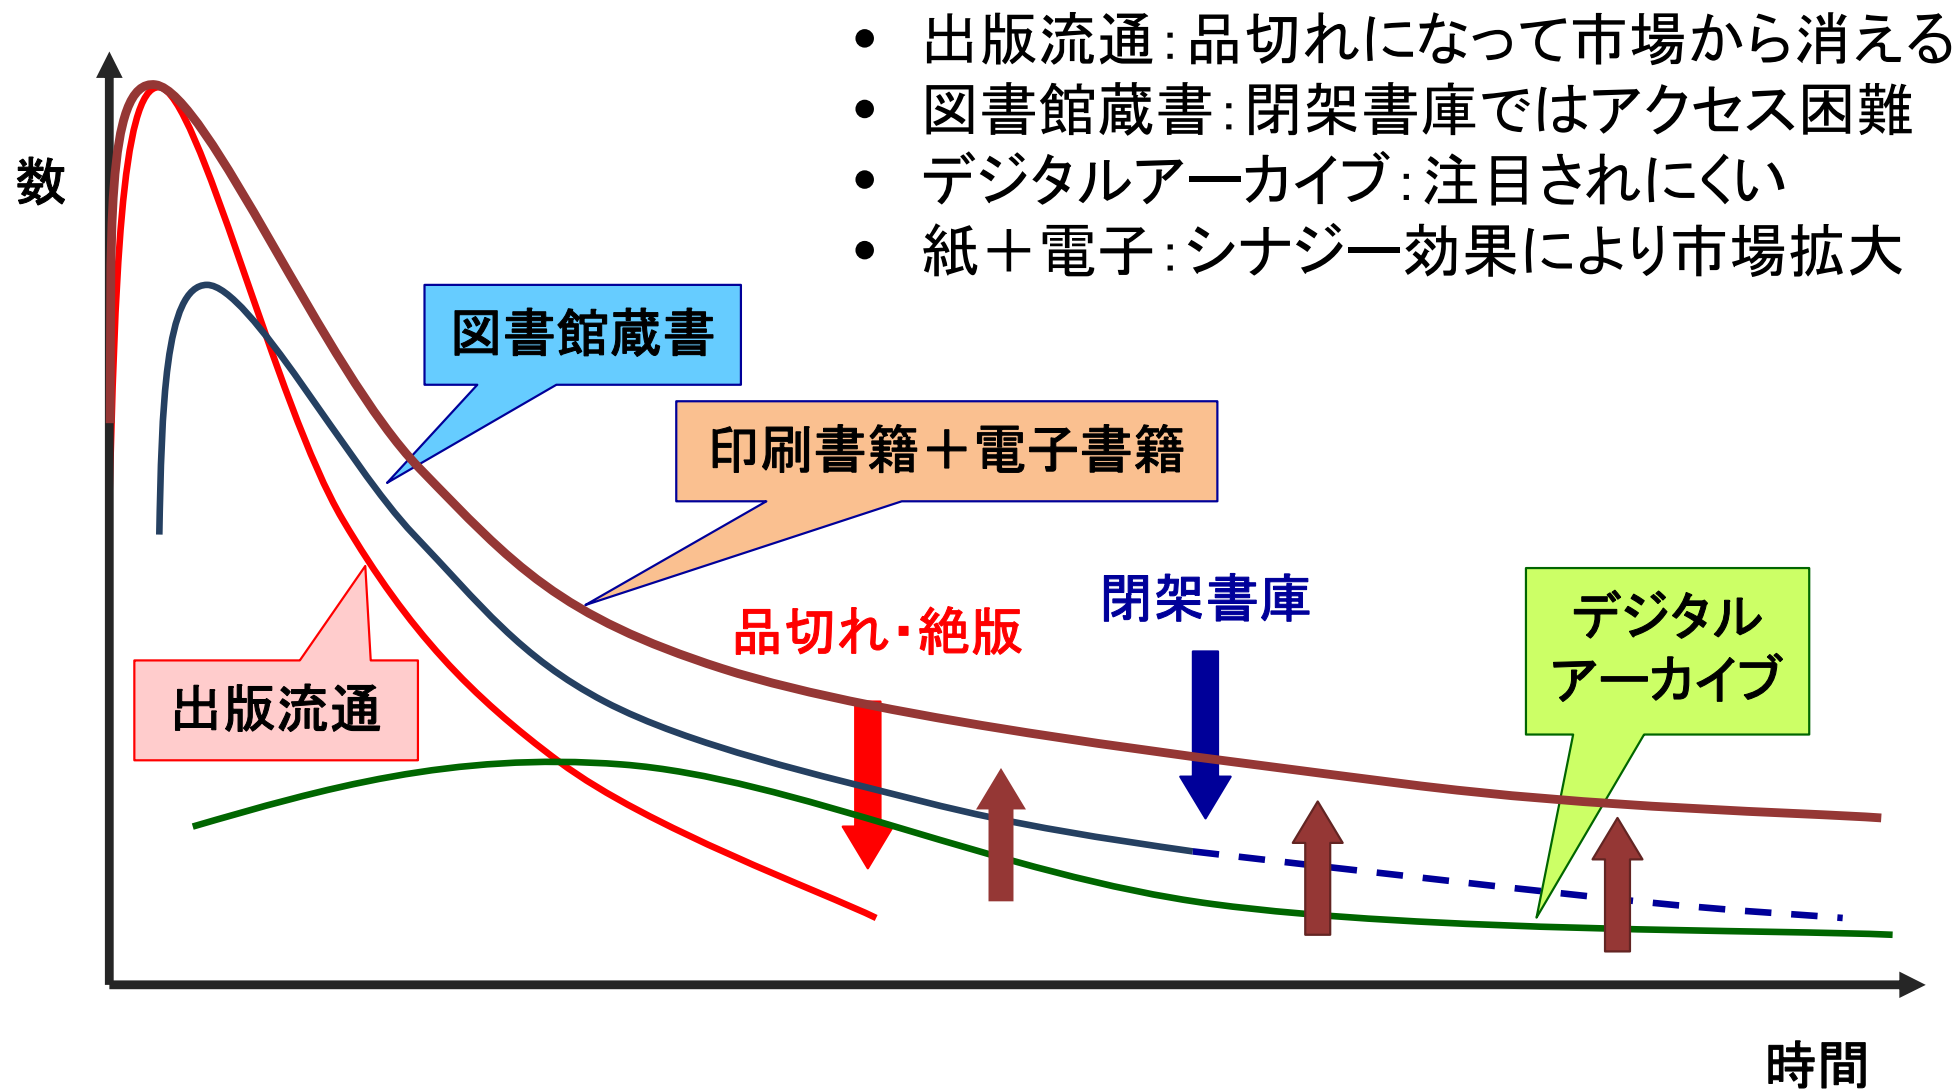 • 出版流通：品切れになって市場から消える
• 図書館蔵書：閉架書庫ではアクセス困難
• デジタルアーカイブ：注目されにくい
• 紙＋電子：シナジー効果により市場拡大
数
図書館蔵書
印刷書籍＋電子書籍
品切れ・絶版
閉架書庫
デジタル
アーカイブ
出版流通
時間